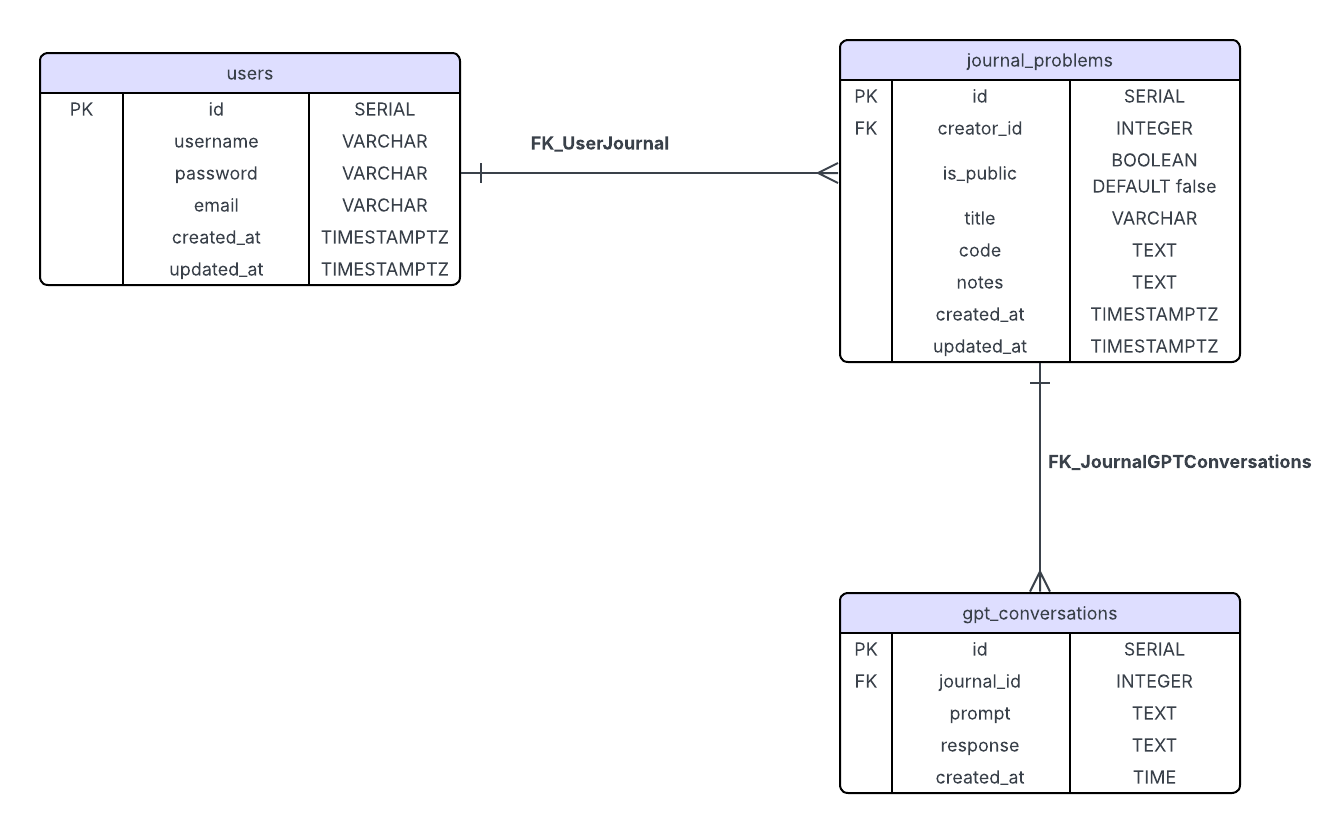 users
PK id SERIAL
username VARCHAR
password VARCHAR
email VARCHAR
created_at TIMESTAMPTZ
updated_at TIMESTAMPTZ
FK_UserJournal
journal_problems
PK id SERIAL
FK creator_id INTEGER
is_public BOOLEAN
DEFAULT false
title VARCHAR
code TEXT
notes TEXT
created_at TIMESTAMPTZ
updated_at TIMESTAMPTZ
FK_JournalGPTConversations
gpt_conversations
PK id SERIAL
FK journal_id INTEGER
prompt TEXT
response TEXT
created_at TIME